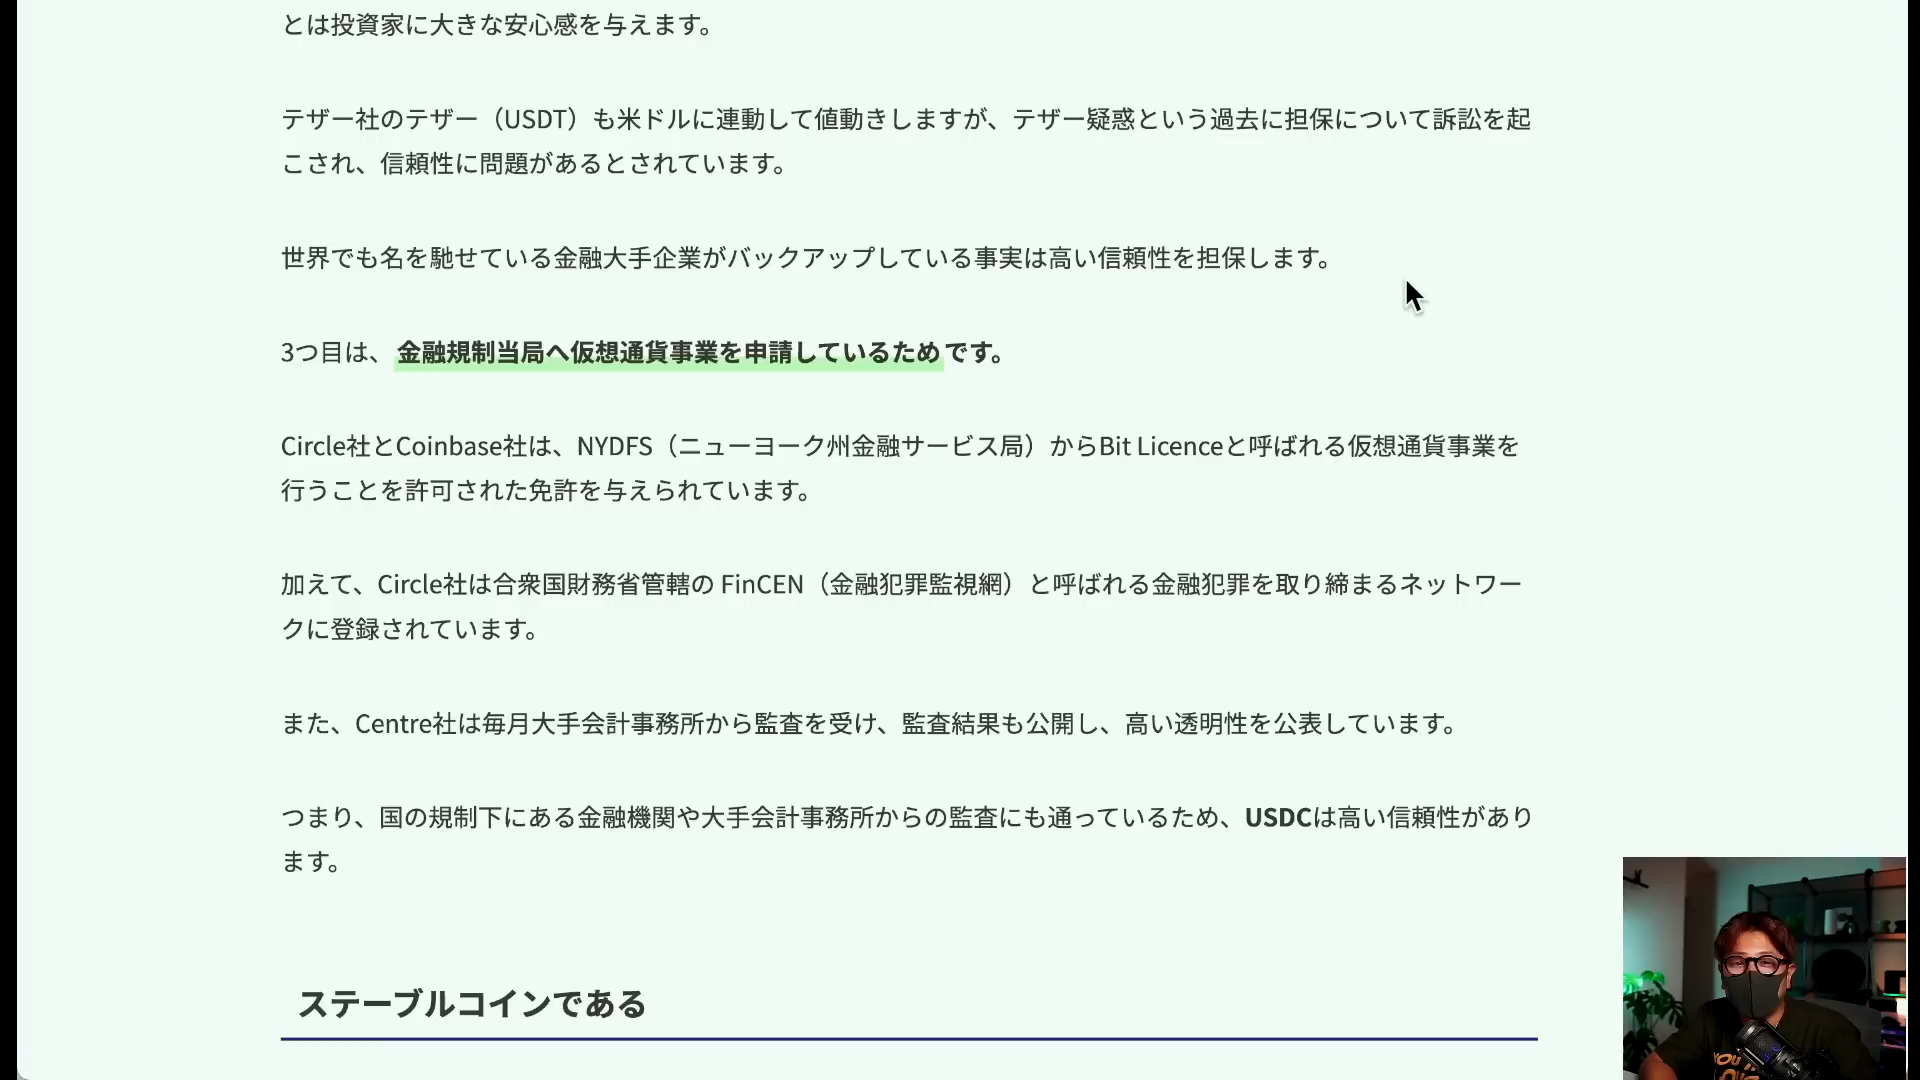 とは投資家に大きな安心感を与えます。
テザー社のテザー（USDT）も米ドルに連動して値動きしますが、テザー疑惑という過去に担保について訴訟を起
こされ、信頼性に問題があるとされています。
世界でも名を馳せている金融大手企業がバックアップしている事実は高い信頼性を担保します。
3つ目は、金融規制当局へ仮想通貨事業を申請しているためです。
Circle社とCoinbase社は、NYDFS（ニューヨーク州金融サービス局）からBit Licenceと呼ばれる仮想通貨事業を
行うことを許可された免許を与えられています。
加えて、Circle社は合衆国財務省管轄の FinCEN（金融犯罪監視網）と呼ばれる金融犯罪を取り締まるネットワー
クに登録されています。
また、Centre社は毎月大手会計事務所から監査を受け、監査結果も公開し、高い透明性を公表しています。
つまり、国の規制下にある金融機関や大手会計事務所からの監査にも通っているため、USDCは高い信頼性があり
ます。
ステーブルコインである